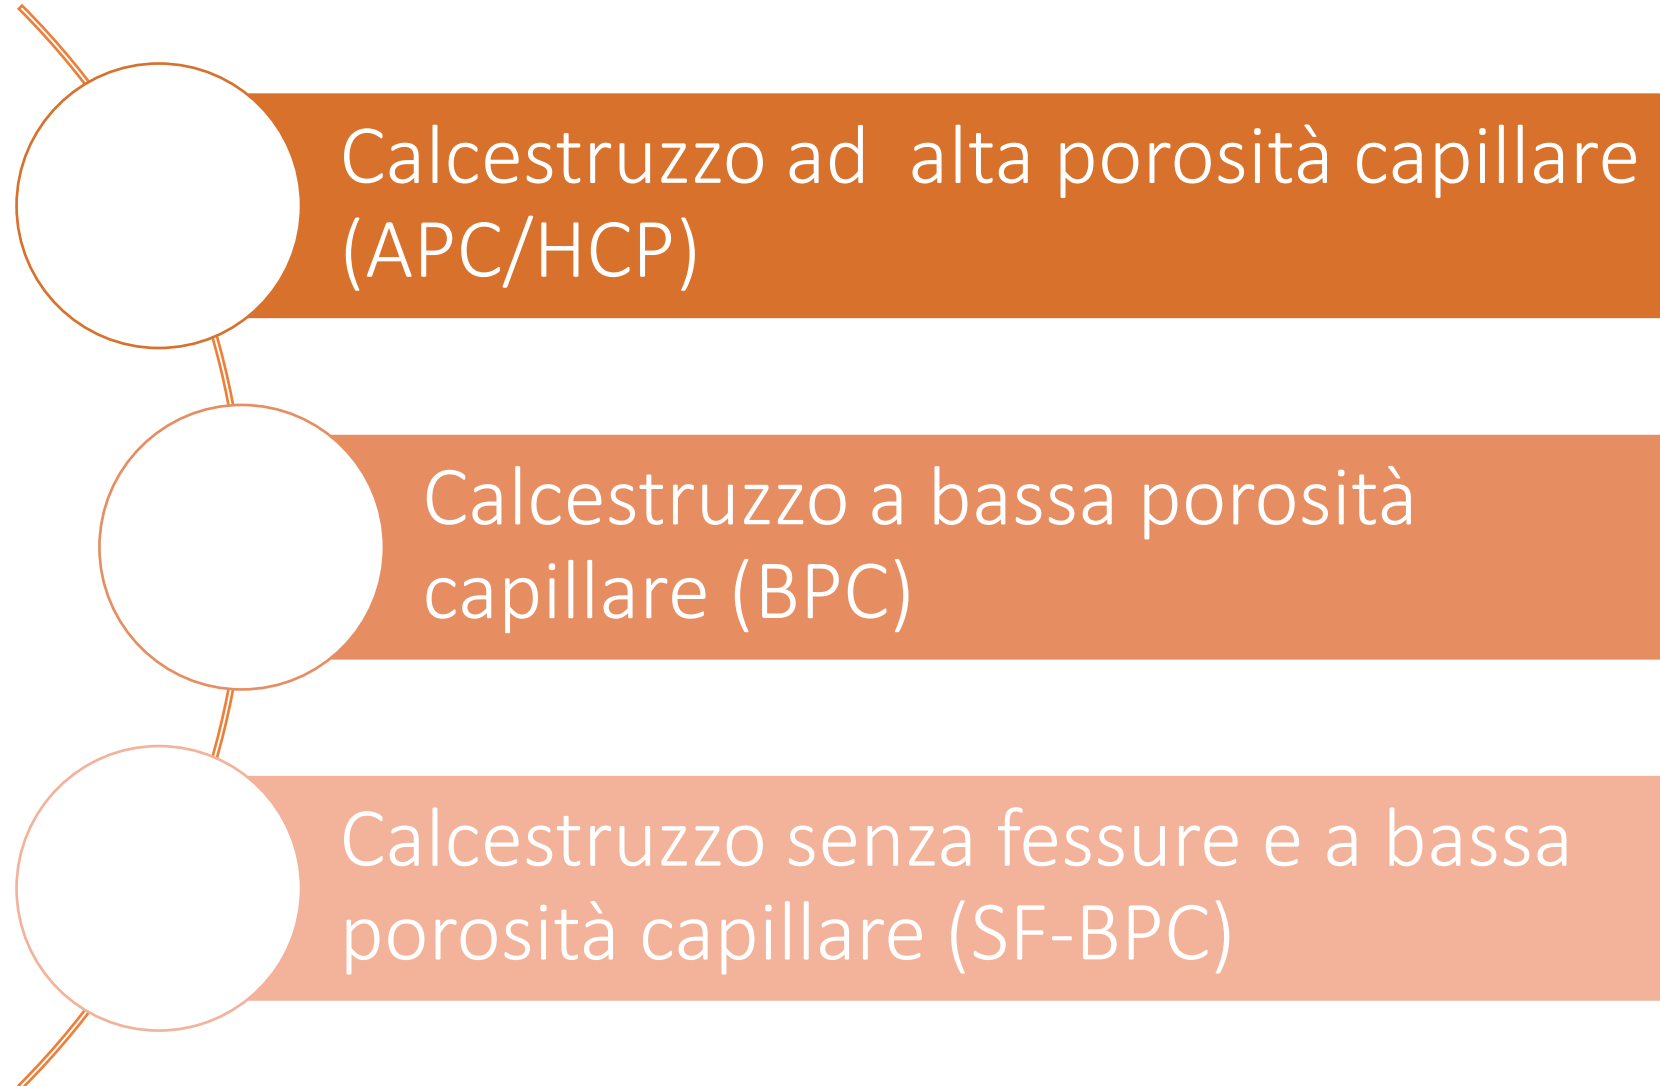 Calcestruzzo ad  alta porosità capillare
(APC/HCP)
Calcestruzzo a bassa porosità
capillare (BPC)
Calcestruzzo senza fessure e a bassa
porosità capillare (SF-BPC)